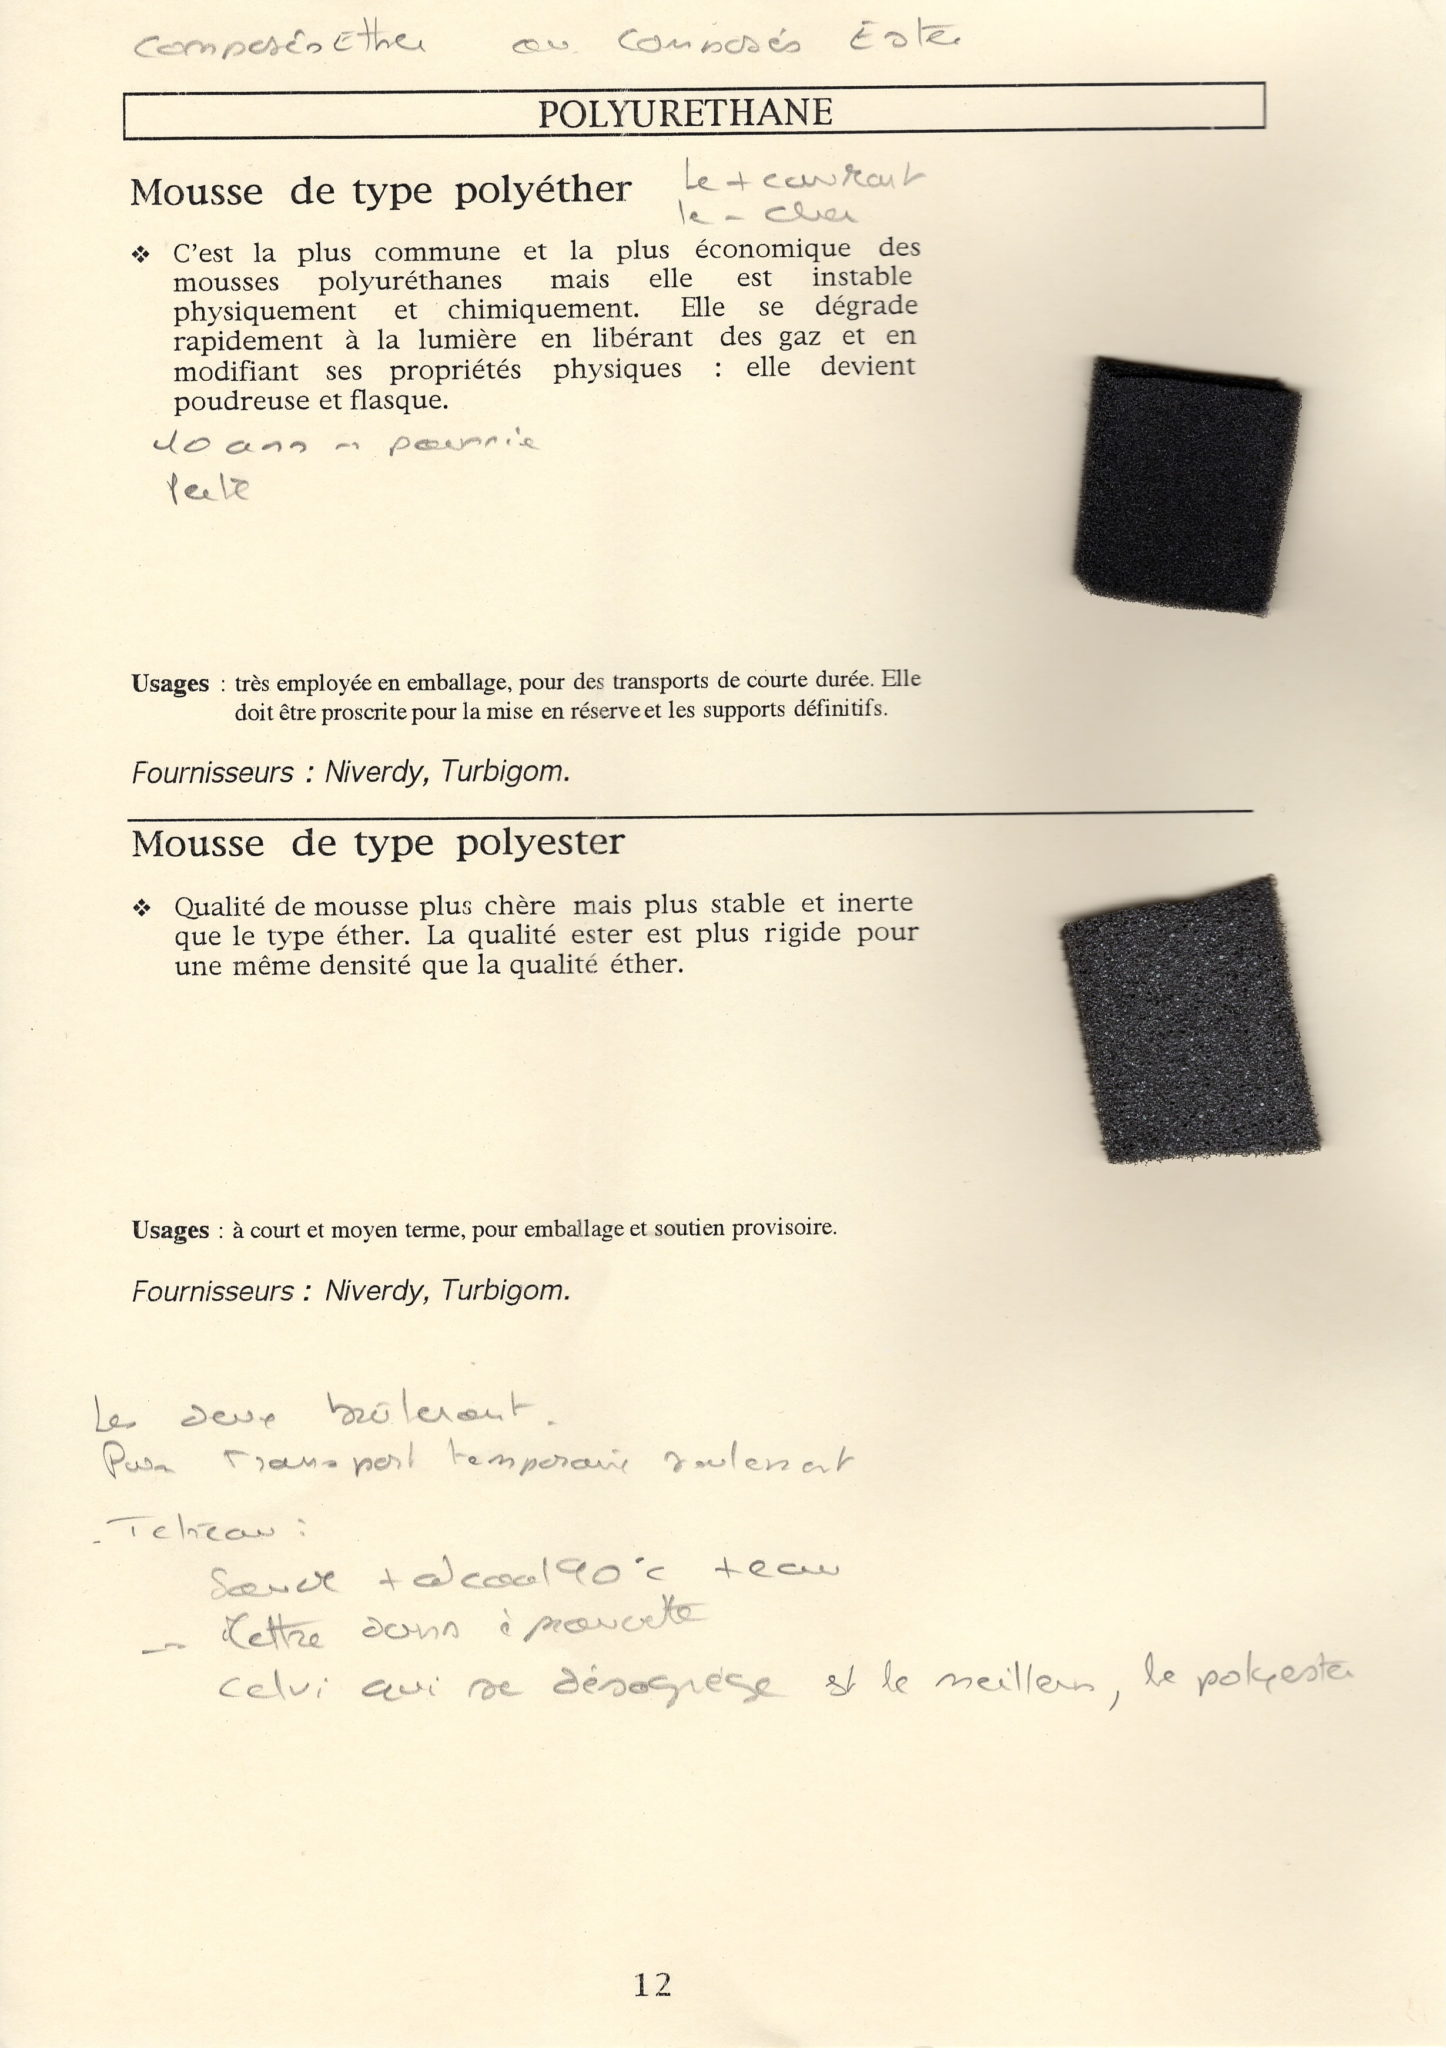 Composés Ether ou Composés Ester
POLYURETHANE
Mousse de type polyéther
le + courant
le - cher
❖ C'est la plus commune et la plus économique des
mousses polyuréthanes mais elle est instable
physiquement et chimiquement. Elle se dégrade
rapidement à la lumière en libérant des gaz et en
modifiant ses propriétés physiques : elle devient
poudreuse et flasque.
10 ans pourrie
Usages : très employée en emballage, pour des transports de courte durée. Elle
doit être proscrite pour la mise en réserve et les supports définitifs.
Fournisseurs : Niverdy, Turbigom.
Mousse de type polyester
❖ Qualité de mousse plus chère mais plus stable et inerte
que le type éther. La qualité ester est plus rigide pour
une même densité que la qualité éther.
Usages : à court et moyen terme, pour emballage et soutien provisoire.
Fournisseurs : Niverdy, Turbigom.
Les deux brûleront.
Pour transport temporaire seulement
+ alcool 90°c + eau
- Mettre dans éprouvette
celui qui se désagrège est le meilleur, le polyester
12